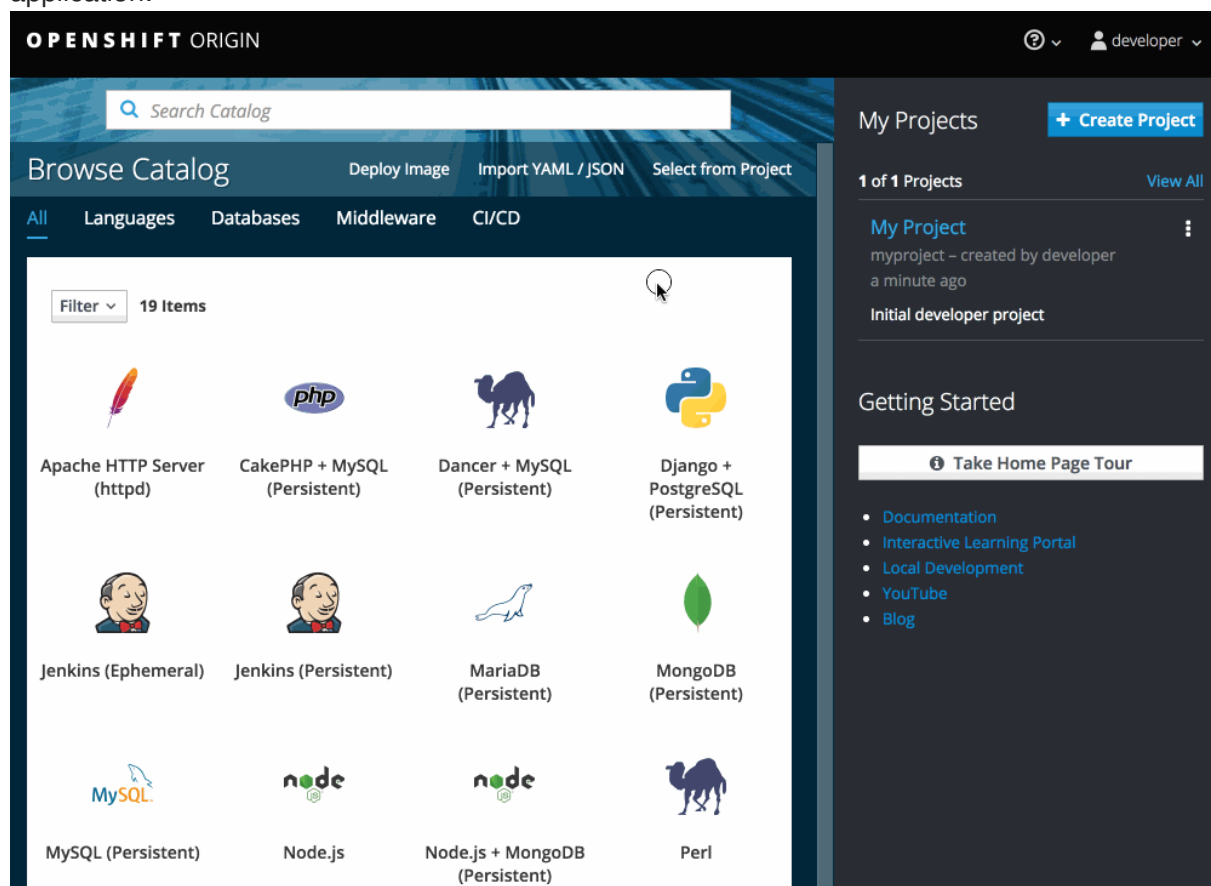 application.
OPENSHIFT ORIGIN
developer
Search Catalog
Browse Catalog
Deploy Image
Import YAML / JSON
Select from Project
All
Languages
Databases
Middleware
CI/CD
Filter
19 Items
php
Apache HTTP Server
(httpd)
CakePHP + MySQL
(Persistent)
Dancer + MySQL
(Persistent)
Django +
PostgreSQL
(Persistent)
Jenkins (Ephemeral)
Jenkins (Persistent)
MariaDB
(Persistent)
MongoDB
(Persistent)
MySQL
node
JS
node
JS
MySQL (Persistent)
Node.js
Node.js + MongoDB
(Persistent)
Perl
My Projects
+ Create Project
1 of 1 Projects
View All
My Project
myproject – created by developer
a minute ago
Initial developer project
Getting Started
Take Home Page Tour
Documentation
Interactive Learning Portal
Local Development
YouTube
Blog